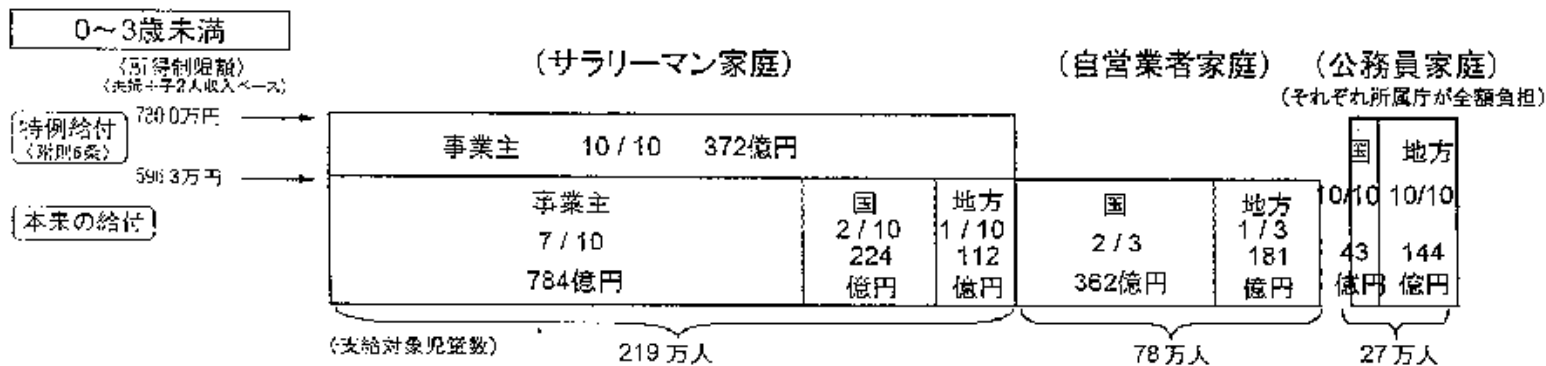 0～3歳未満
(サラリーマン家庭)
(自営業者家庭)
(公務員家庭)
〈所得制限額〉
(夫婦+子2人収入ベース)
(それぞれ所属庁が全額負担)
特例給付
〈附則6条〉
万円
事業主 10/10 372億円
国
10/10
43
億円
地方
10/10
144
億円
596.3万円
本来の給付
事業主
7/10
784億円
国
2/10
224
億円
地方
1/10
112
億円
国
2/3
362億円
地方
1/3
181
億円
(支給対象児童数)
219万人
78万人
27万人